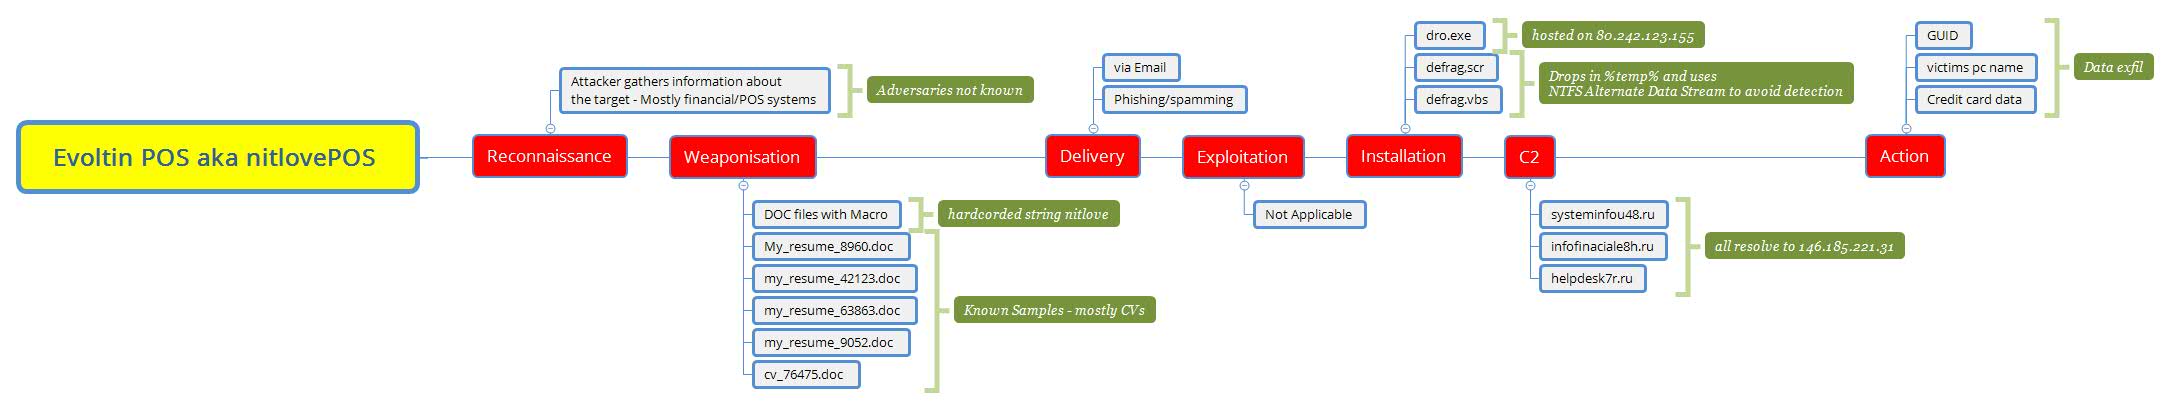 Evoltin POS aka nitlovePOS
Reconnaissance
Attacker gathers information about
the target - Mostly financial/POS systems
Adversaries not known
Weaponisation
DOC files with Macro
hardcorded string nitlove
My_resume_8960.doc
my_resume_42123.doc
my_resume_63863.doc
my_resume_9052.doc
cv_76475.doc
Known Samples - mostly CVs
Delivery
via Email
Phishing/spamming
Exploitation
Not Applicable
Installation
dro.exe
hosted on 80.242.123.155
defrag.scr
defrag.vbs
Drops in %temp% and uses
NTFS Alternate Data Stream to avoid detection
C2
systeminfou48.ru
infofinaciale8h.ru
helpdesk7r.ru
all resolve to 146.185.221.31
Action
GUID
victims pc name
Credit card data
Data exfil